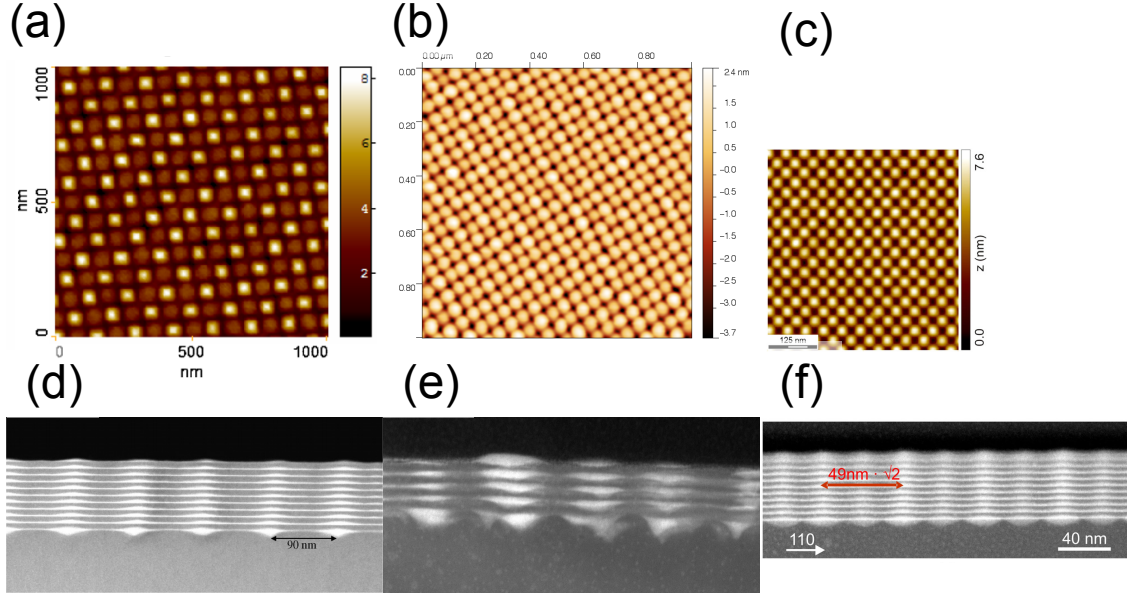 (a)
1000
500
0
nm
0
500
1000
nm
8
6
4
2
(b)
0.00 µm 0.20 0.40 0.60 0.80
0.00
0.20
0.40
0.60
0.80
24 nm
1.5
1.0
0.5
-0.0
-0.5
-1.0
-1.5
-2.0
-2.5
-3.0
-3.7
(c)
125 nm
7.6
z (nm)
0.0
(d)
90 nm
(e)
(f)
49nm · √2
110
40 nm